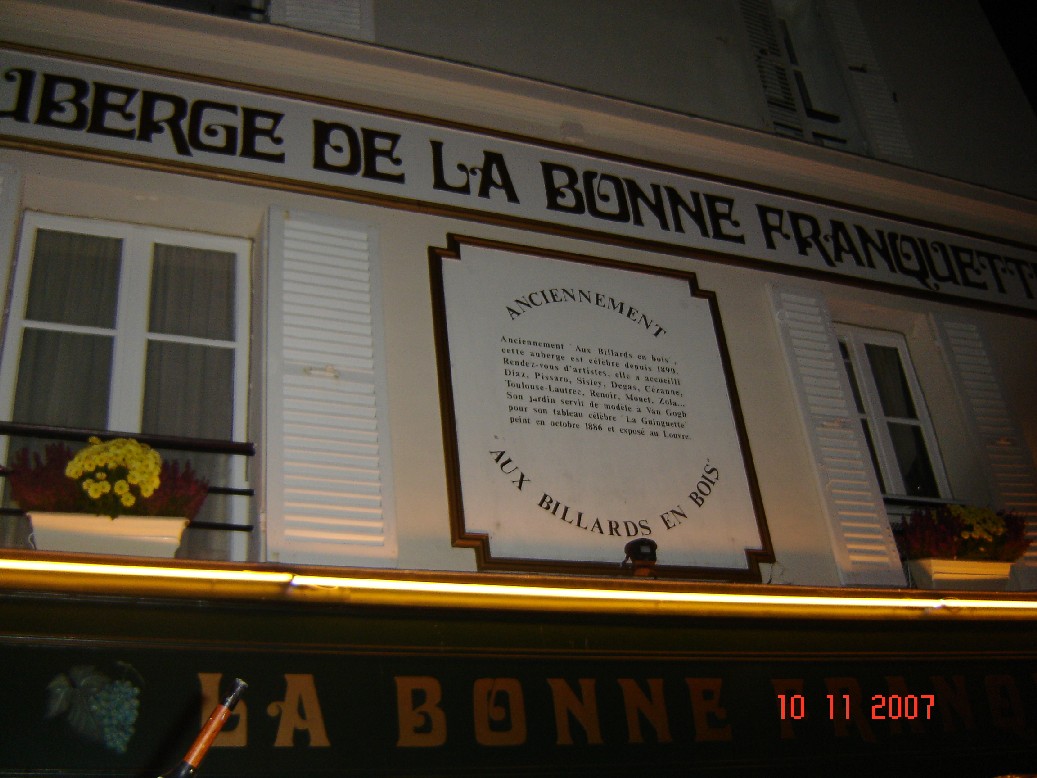 UBERGE DE LA BONNE FRANQUETT
ANCIENNEMENT
Anciennement "Aux Billards en bois",
cette auberge est célèbre depuis 1890.
Rendez-vous d'artistes, elle a accueilli
Diaz, Pissaro, Sisley, Degas, Cézanne,
Toulouse-Lautrec, Renoir, Monet, Zola...
Son jardin servit de modèle à Van Gogh
pour son tableau célèbre "La Guinguette"
peint en octobre 1886 et exposé au Louvre.
AUX BILLARDS EN BOIS
LA BONNE FRANQ
10 11 2007